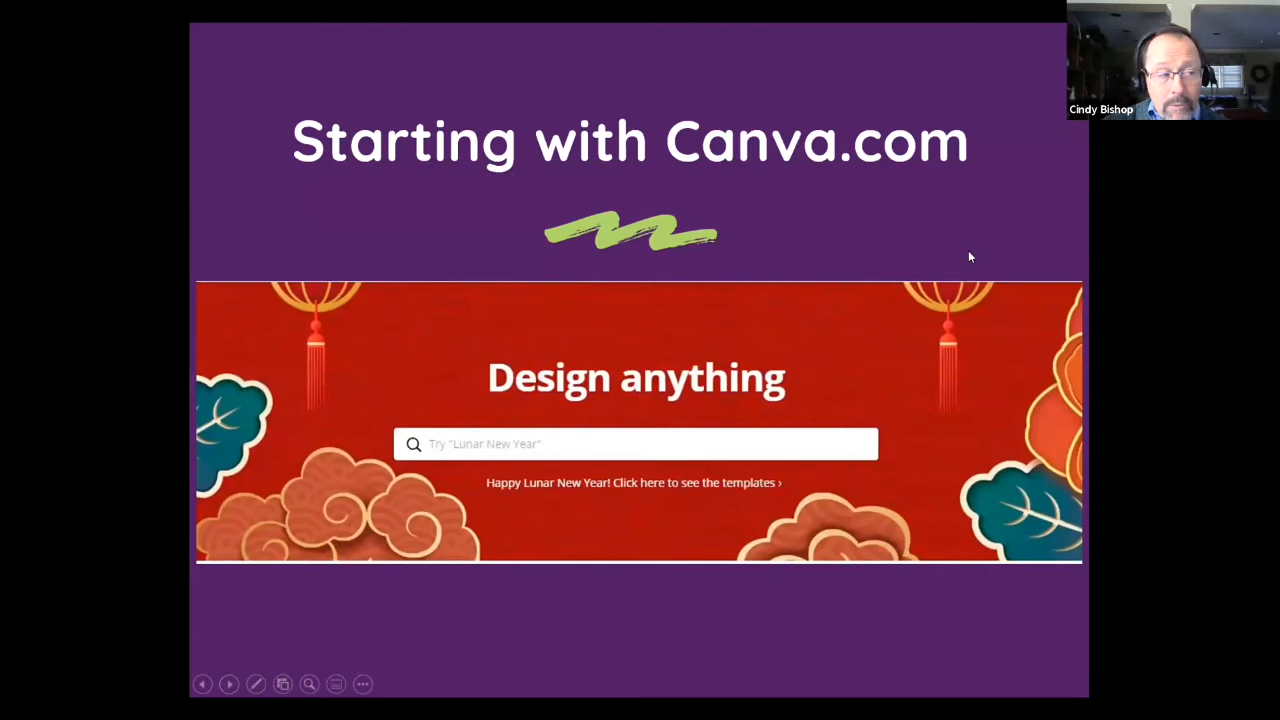 Starting with Canva.com
Cindy Bishop
Design anything
Try "Lunar New Year"
Happy Lunar New Year! Click here to see the templates ›